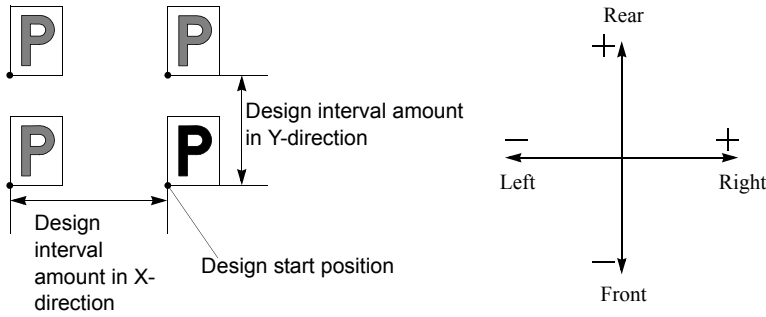 P
P
Design interval amount
in Y-direction
P
P
Design
interval
amount in X-
direction
Design start position
Rear
+
−
+
Left
Right
−
Front